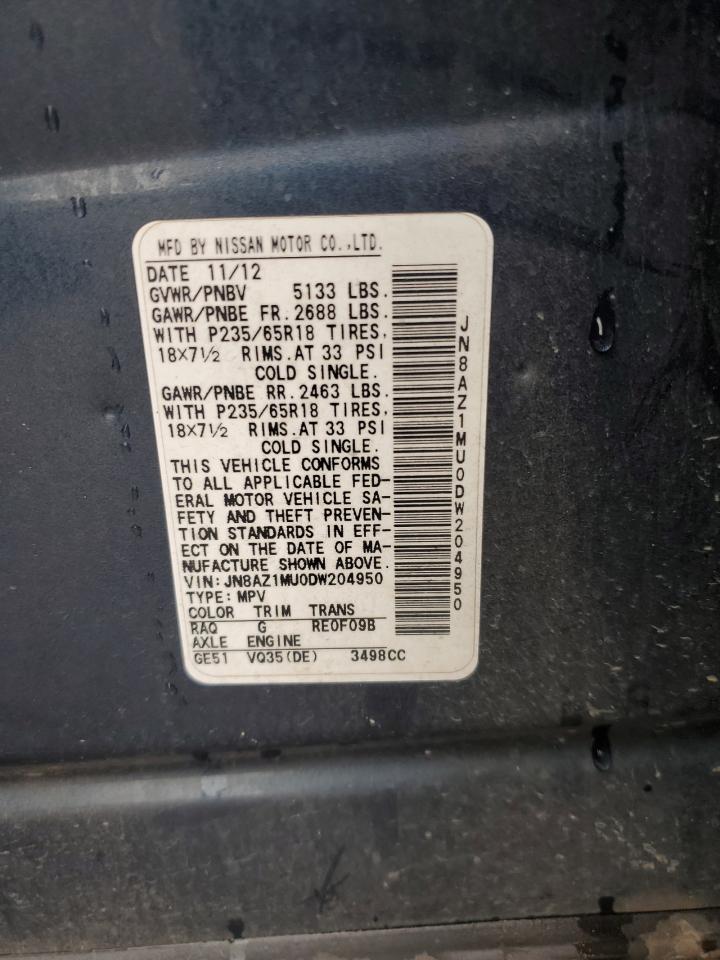 MFD BY NISSAN MOTOR CO.,LTD.
DATE 11/12
GVWR/PNBV 5133 LBS.
GAWR/PNBE FR.2688 LBS.
WITH P235/65R18 TIRES,
18X7½ RIMS.AT 33 PSI
COLD SINGLE.
GAWR/PNBE RR.2463 LBS.
WITH P235/65R18 TIRES,
18X7½ RIMS.AT 33 PSI
COLD SINGLE.
THIS VEHICLE CONFORMS
TO ALL APPLICABLE FED-
ERAL MOTOR VEHICLE SA-
FETY AND THEFT PREVEN-
TION STANDARDS IN EFF-
ECT ON THE DATE OF MA-
NUFACTURE SHOWN ABOVE.
VIN:JN8AZ1MU0DW204950
TYPE:MPV
COLOR TRIM TRANS
RAQ G RE0F09B
AXLE ENGINE
GE51 VQ35(DE) 3498CC
JN8AZ1MU0DW204950